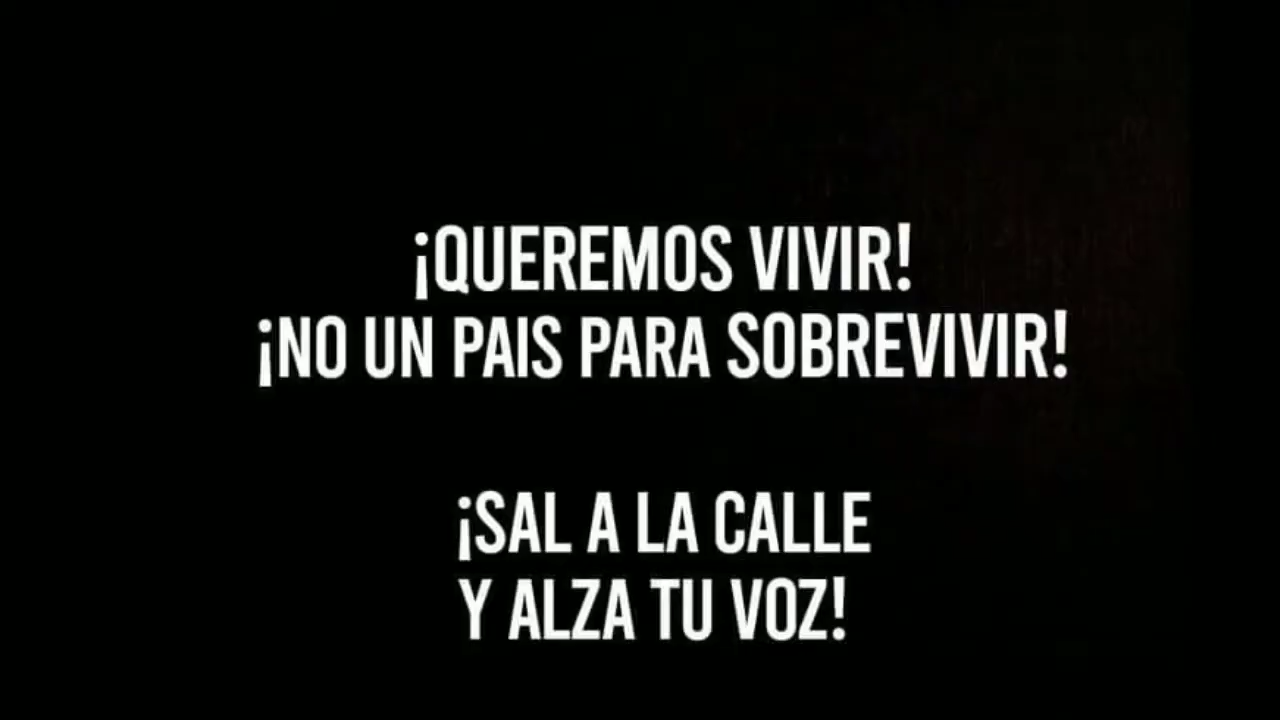 ¡QUEREMOS VIVIR!
¡NO UN PAIS PARA SOBREVIVIR!
¡SAL A LA CALLE
Y ALZA TU VOZ!